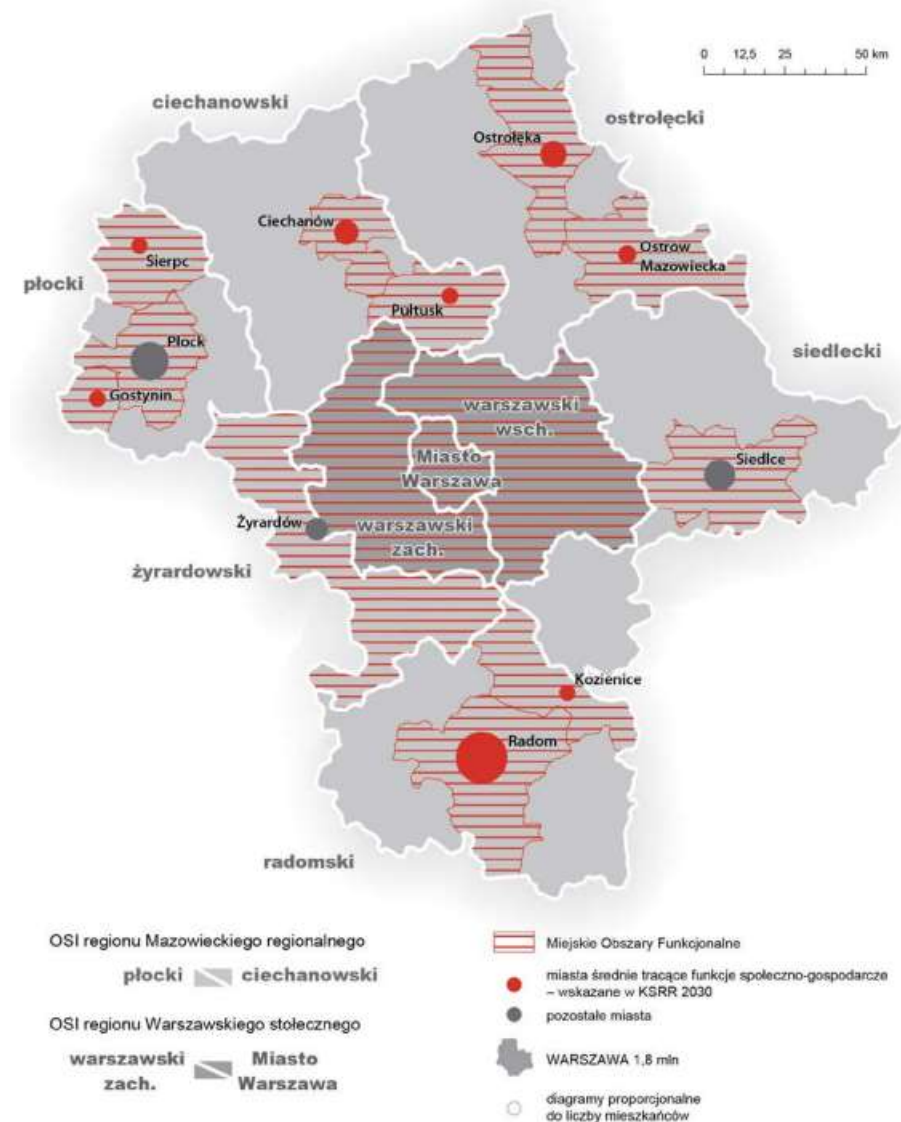 0 12,5 25 50 km
ciechanowski
ostrołęcki
Ostrołęka
Ciechanów
Sierpc
Ostrów
Mazowiecka
płocki
Pułtusk
Płock
siedlecki
Gostynin
warszawski
wsch.
Miasto
Warszawa
Siedlce
Żyrardów
warszawski
zach.
żyrardowski
Kozienice
Radom
radomski
OSI regionu Mazowieckiego regionalnego
płocki ciechanowski
OSI regionu Warszawskiego stołecznego
warszawski Miasto
zach. Warszawa
Miejskie Obszary Funkcjonalne
miasta średnie tracące funkcje społeczno-gospodarcze
– wskazane w KSRR 2030
pozostałe miasta
WARSZAWA 1,8 mln
diagramy proporcjonalne
do liczby mieszkańców